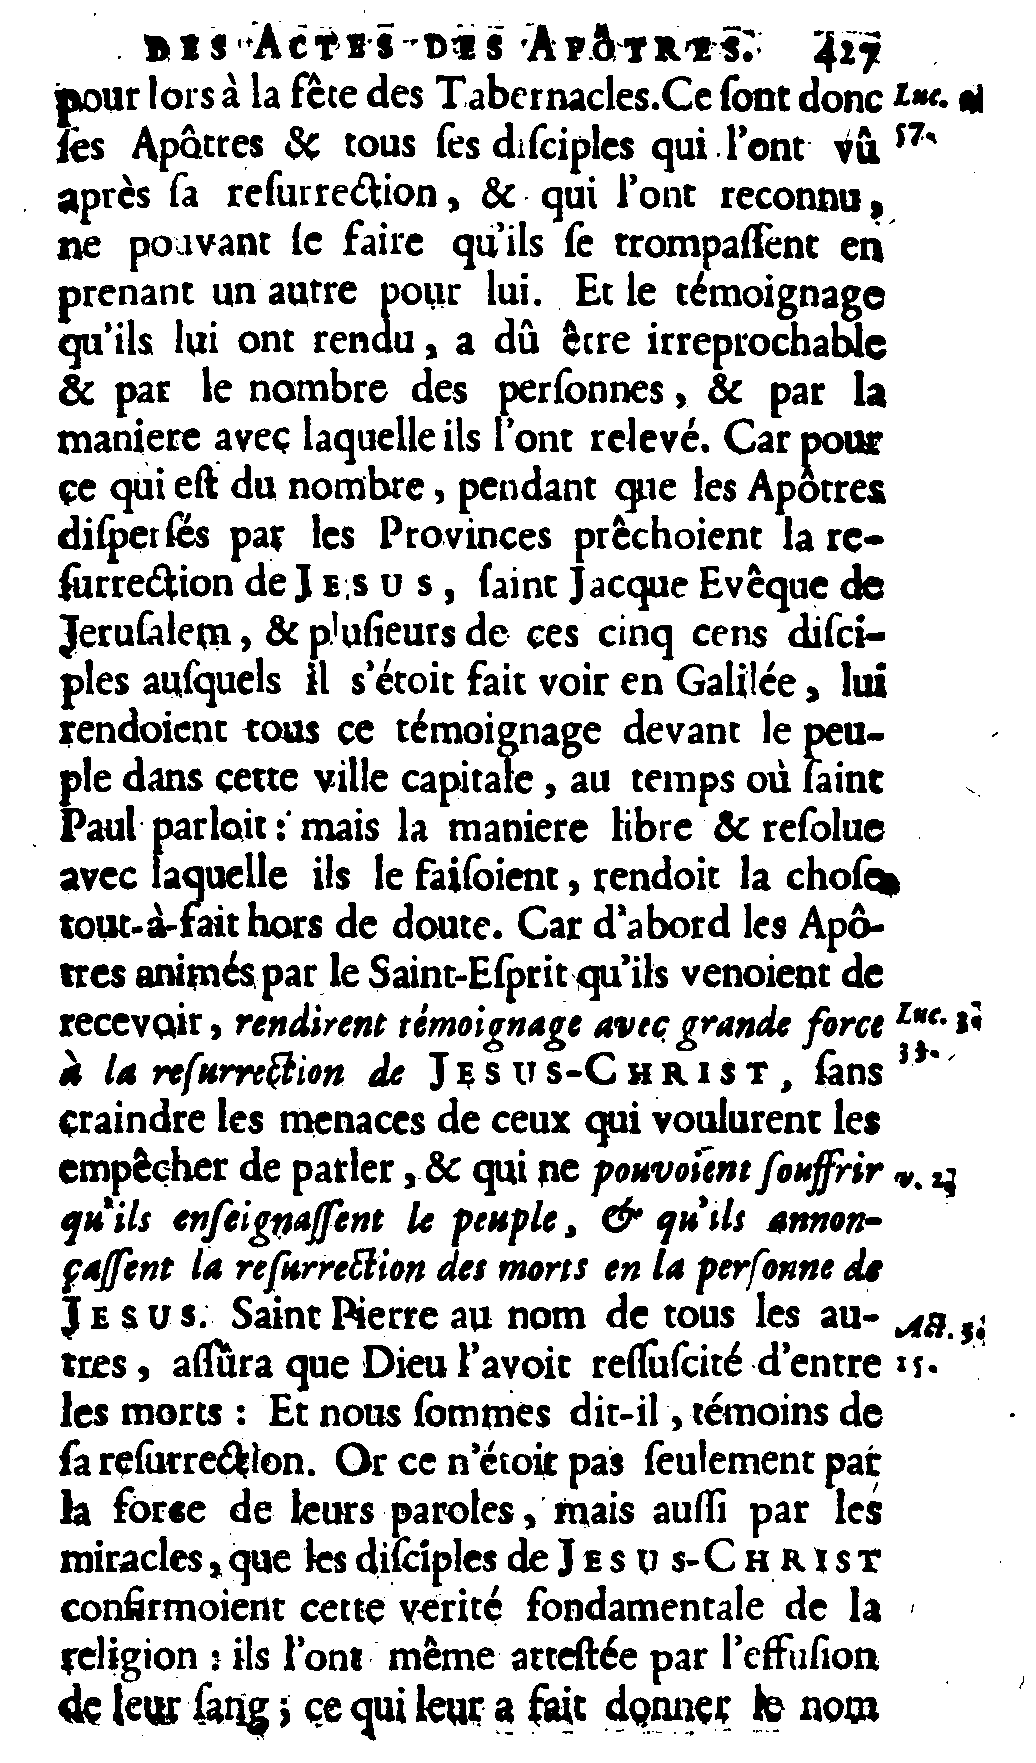 DES ACTES DES APÔTRES. 427
pour lors à la fête des Tabernacles. Ce ſont donc
ſes Apôtres & tous ſes diſciples qui l'ont vû
après ſa reſurrection, & qui l'ont reconnu,
ne pouvant ſe faire qu'ils ſe trompaſſent en
prenant un autre pour lui. Et le témoignage
qu'ils lui ont rendu, a dû être irreprochable
& par le nombre des perſonnes, & par la
maniere avec laquelle ils l'ont relevé. Car pour
ce qui eſt du nombre, pendant que les Apôtres
diſperſés par les Provinces prêchoient la re-
ſurrection de JESUS, ſaint Jacque Evêque de
Jeruſalem, & pluſieurs de ces cinq cens diſci-
ples auſquels il s'étoit fait voir en Galilée, lui
rendoient tous ce témoignage devant le peu-
ple dans cette ville capitale, au temps où ſaint
Paul parloit : mais la maniere libre & reſolue
avec laquelle ils le faiſoient, rendoit la choſe
tout-à-fait hors de doute. Car d'abord les Apô-
tres animés par le Saint-Eſprit qu'ils venoient de
recevoir, rendirent témoignage avec grande force
à la reſurrection de JESUS-CHRIST, ſans
craindre les menaces de ceux qui voulurent les
empêcher de parler, & qui ne pouvoient ſouffrir
qu'ils enſeignaſſent le peuple, & qu'ils annon-
çaſſent la reſurrection des morts en la perſonne de
JESUS. Saint Pierre au nom de tous les au-
tres, aſſûra que Dieu l'avoit reſſuſcité d'entre
les morts : Et nous ſommes dit-il, témoins de
ſa reſurrection. Or ce n'étoit pas ſeulement par
la force de leurs paroles, mais auſſi par les
miracles, que les diſciples de JESUS-CHRIST
confirmoient cette verité fondamentale de la
religion : ils l'ont même atteſtée par l'effuſion
de leur ſang ; ce qui leur a fait donner le nom
Luc.
57.
Luc.
33.
v.
Act.
15.